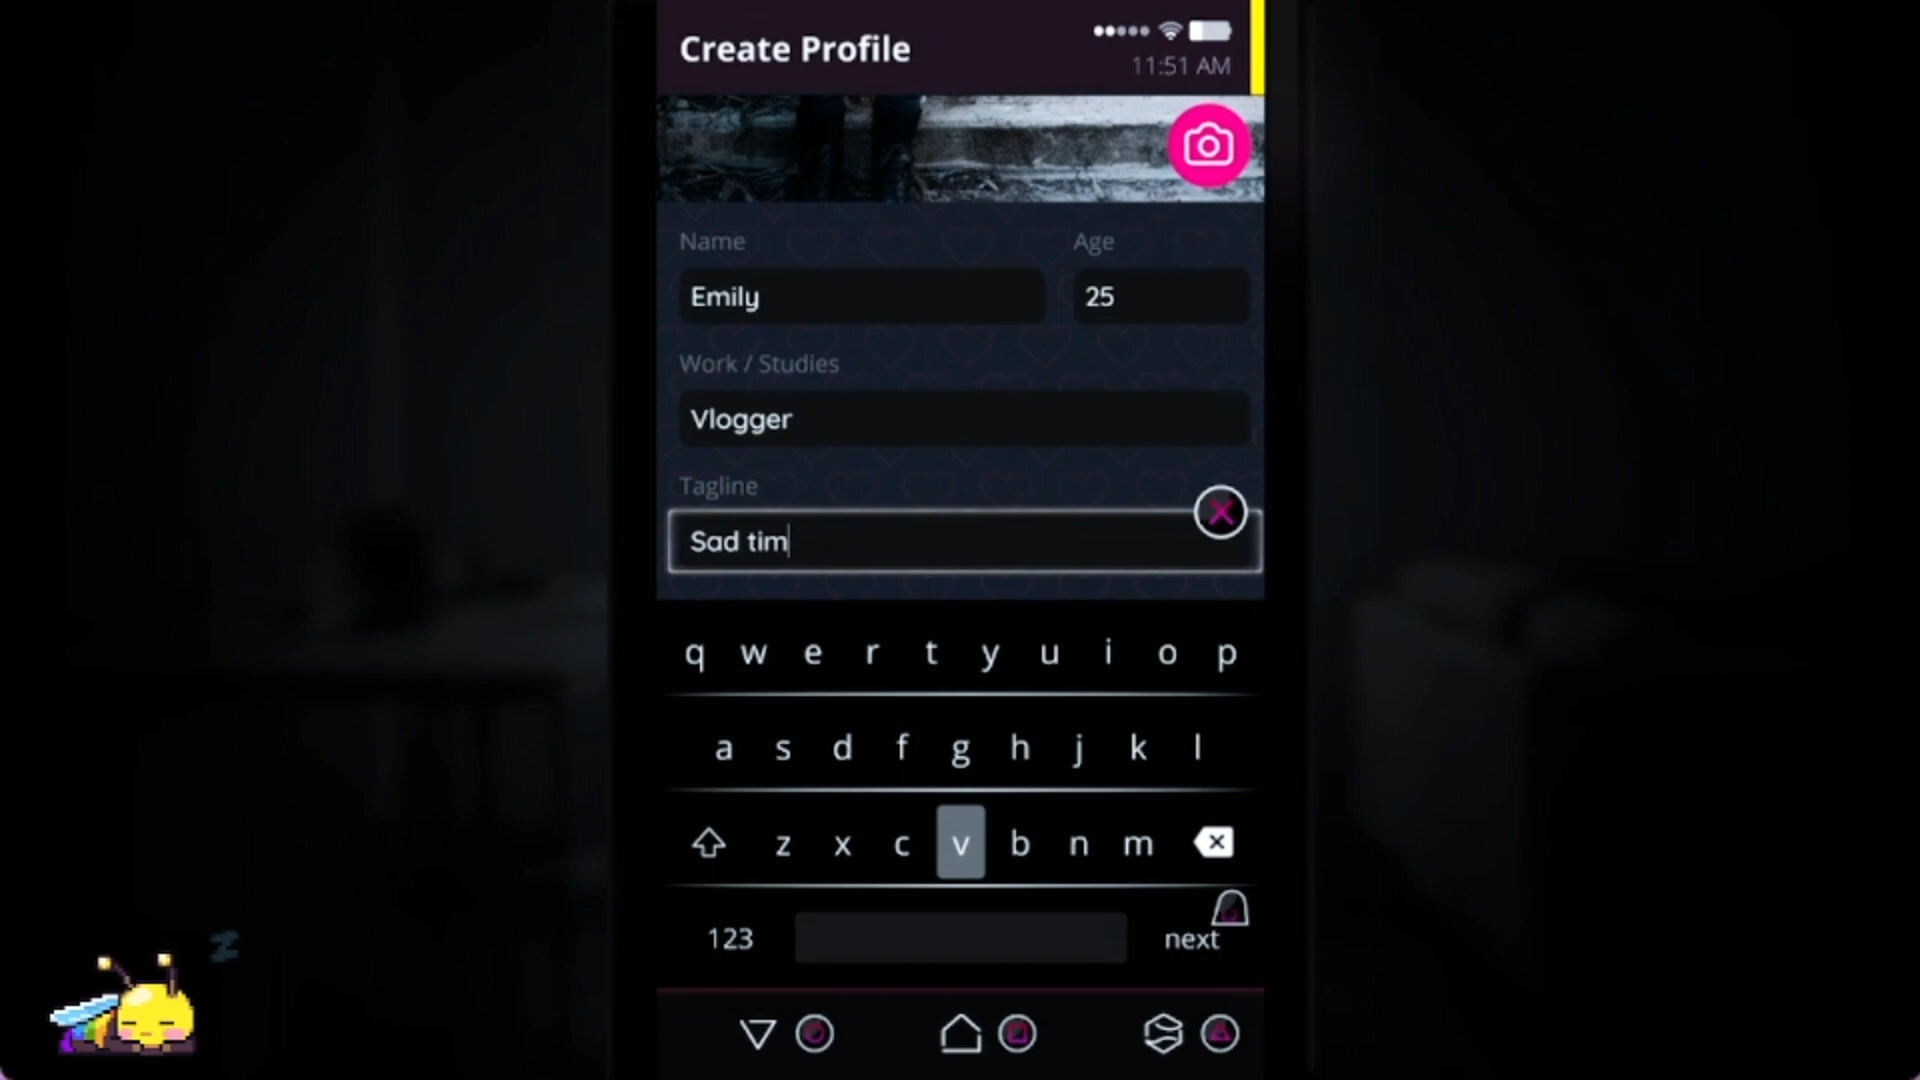 Create Profile
11:51 AM
Name Age
Emily 25
Work / Studies
Vlogger
Tagline
Sad tim
q w e r t y u i o p
a s d f g h j k l
z x c v b n m
123 next
z